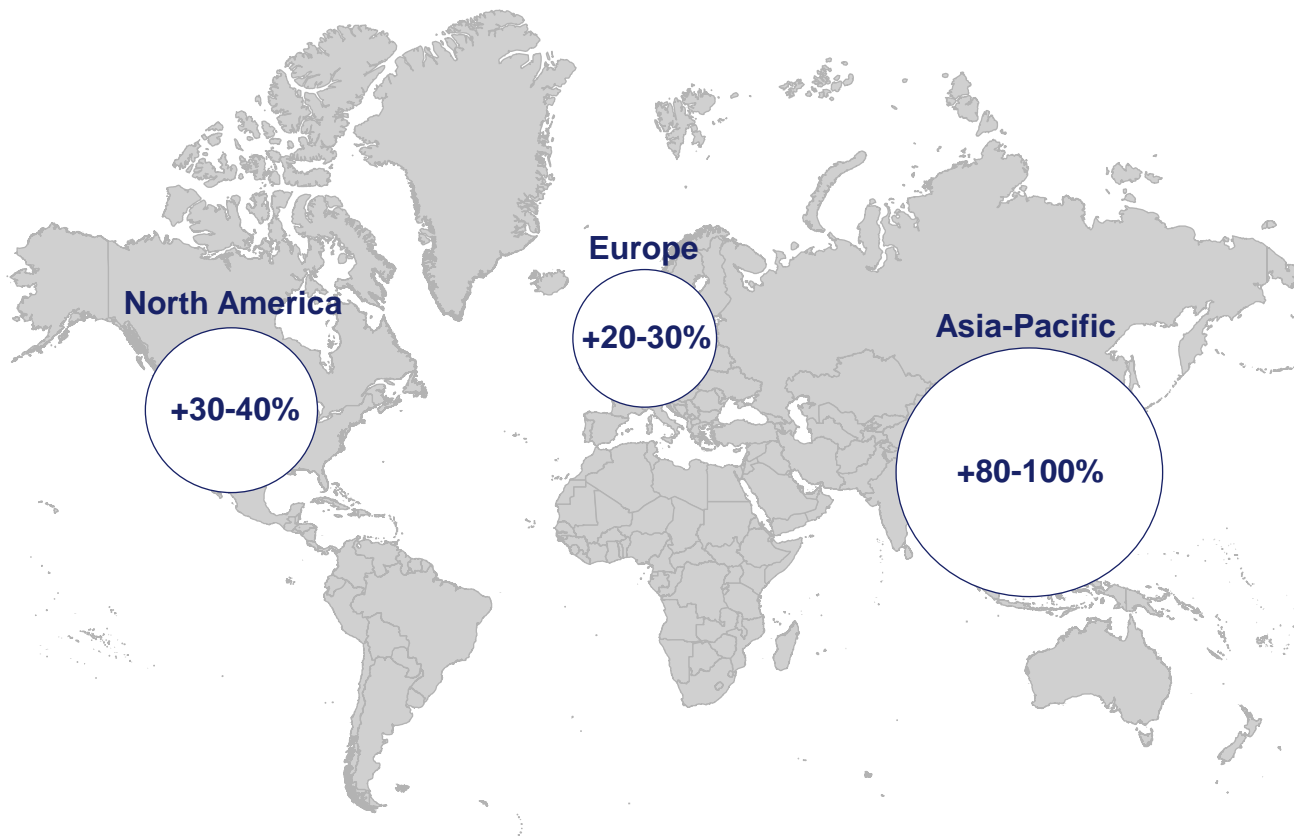 Europe
+20-30%
North America
+30-40%
Asia-Pacific
+80-100%